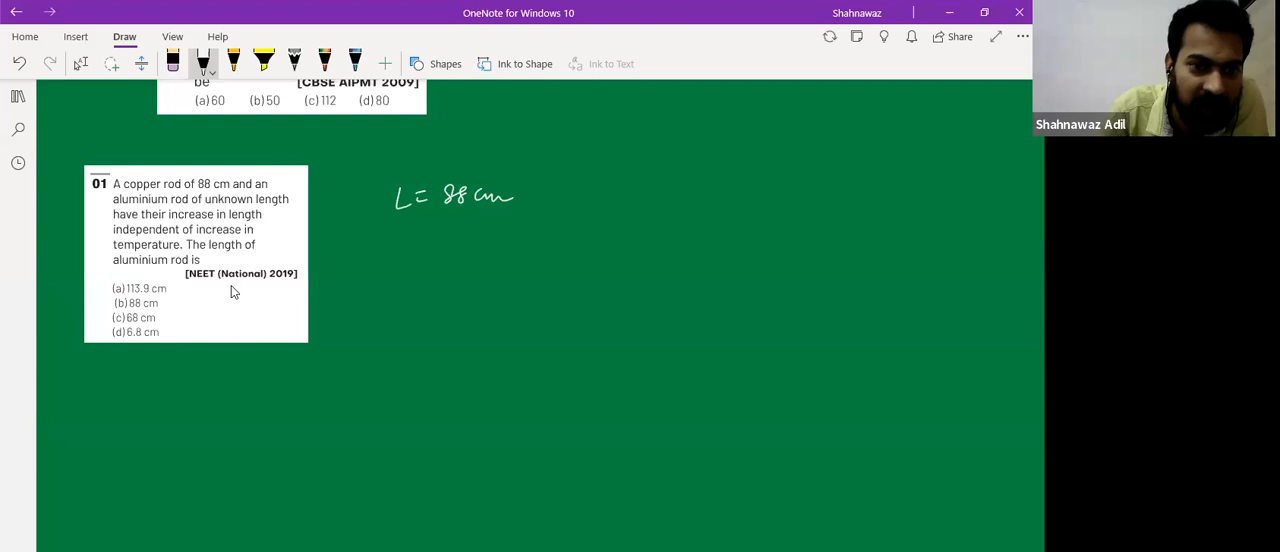 OneNote for Windows 10
Shahnawaz
Home Insert Draw View Help
Share
Shapes Ink to Shape Ink to Text
be [CBSE AIPMT 2009]
(a) 60 (b) 50 (c) 112 (d) 80
Shahnawaz Adil
01 A copper rod of 88 cm and an
aluminium rod of unknown length
have their increase in length
independent of increase in
temperature. The length of
aluminium rod is
[NEET (National) 2019]
(a) 113.9 cm
(b) 88 cm
(c) 68 cm
(d) 6.8 cm
L = 88 cm